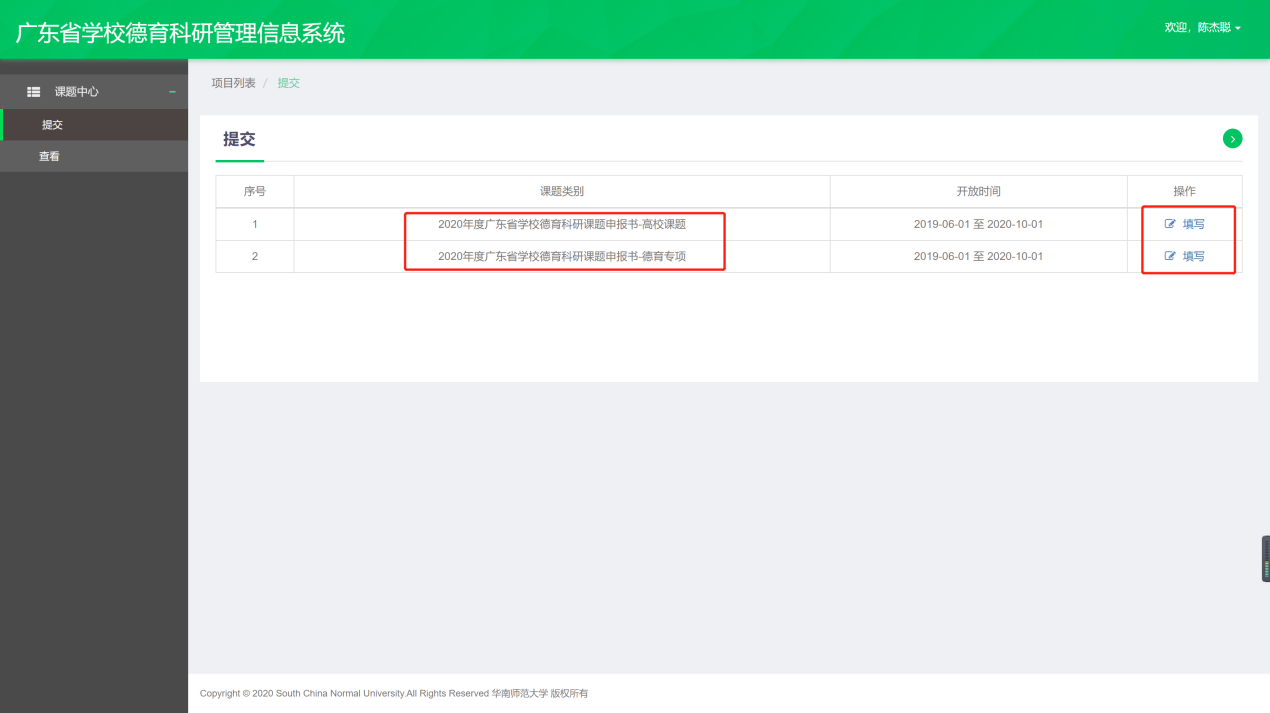 广东省学校德育科研管理信息系统
欢迎，陈杰聪
课题中心
提交
查看
项目列表 / 提交
提交
序号 课题类别 开放时间 操作
1 2020年度广东省学校德育科研课题申报书-高校课题 2019-06-01 至 2020-10-01 填写
2 2020年度广东省学校德育科研课题申报书-德育专项 2019-06-01 至 2020-10-01 填写
Copyright © 2020 South China Normal University.All Rights Reserved 华南师范大学 版权所有